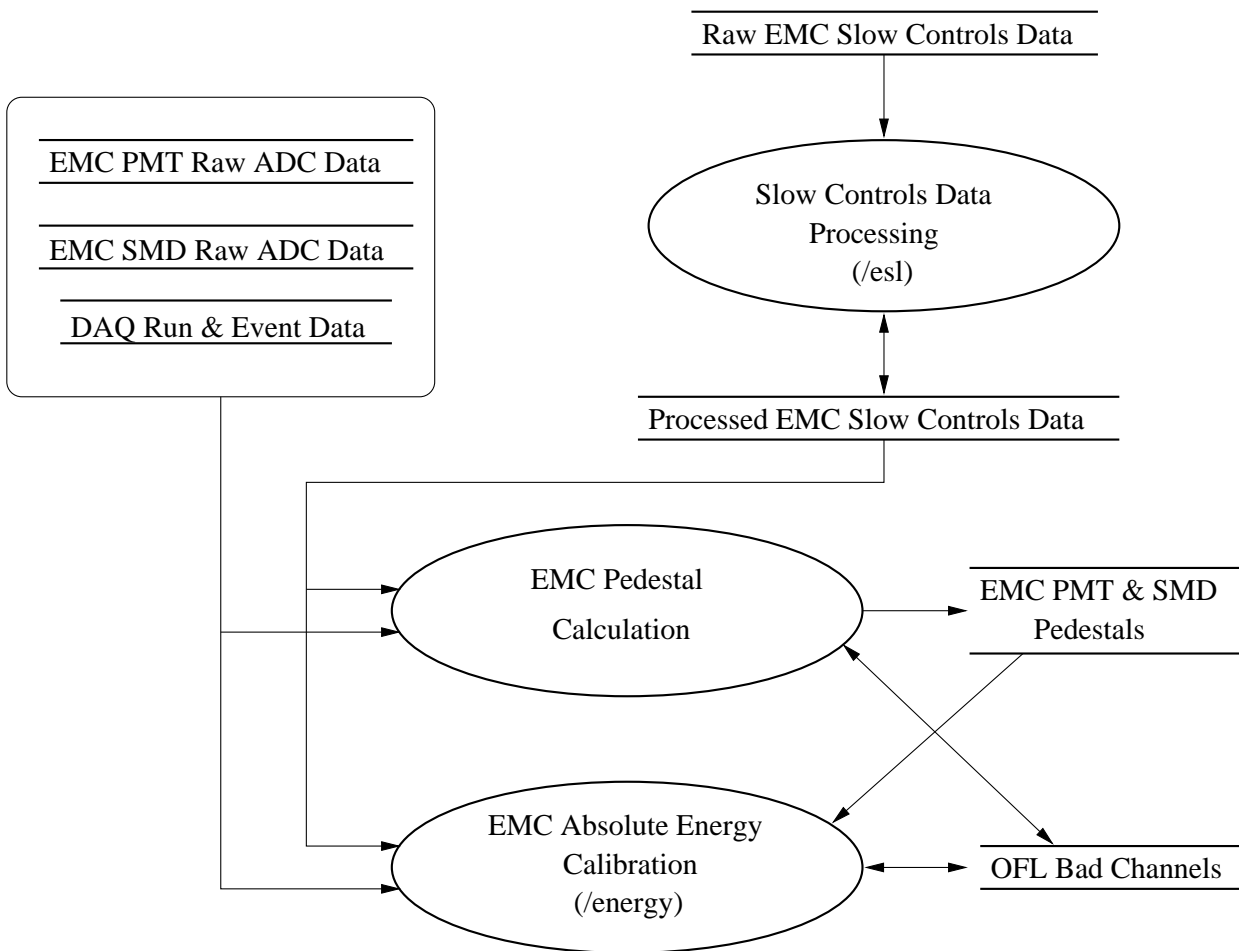 Raw EMC Slow Controls Data
EMC PMT Raw ADC Data
EMC SMD Raw ADC Data
DAQ Run & Event Data
Slow Controls Data
Processing
(/esl)
Processed EMC Slow Controls Data
EMC Pedestal
Calculation
EMC PMT & SMD
Pedestals
EMC Absolute Energy
Calibration
(/energy)
OFL Bad Channels